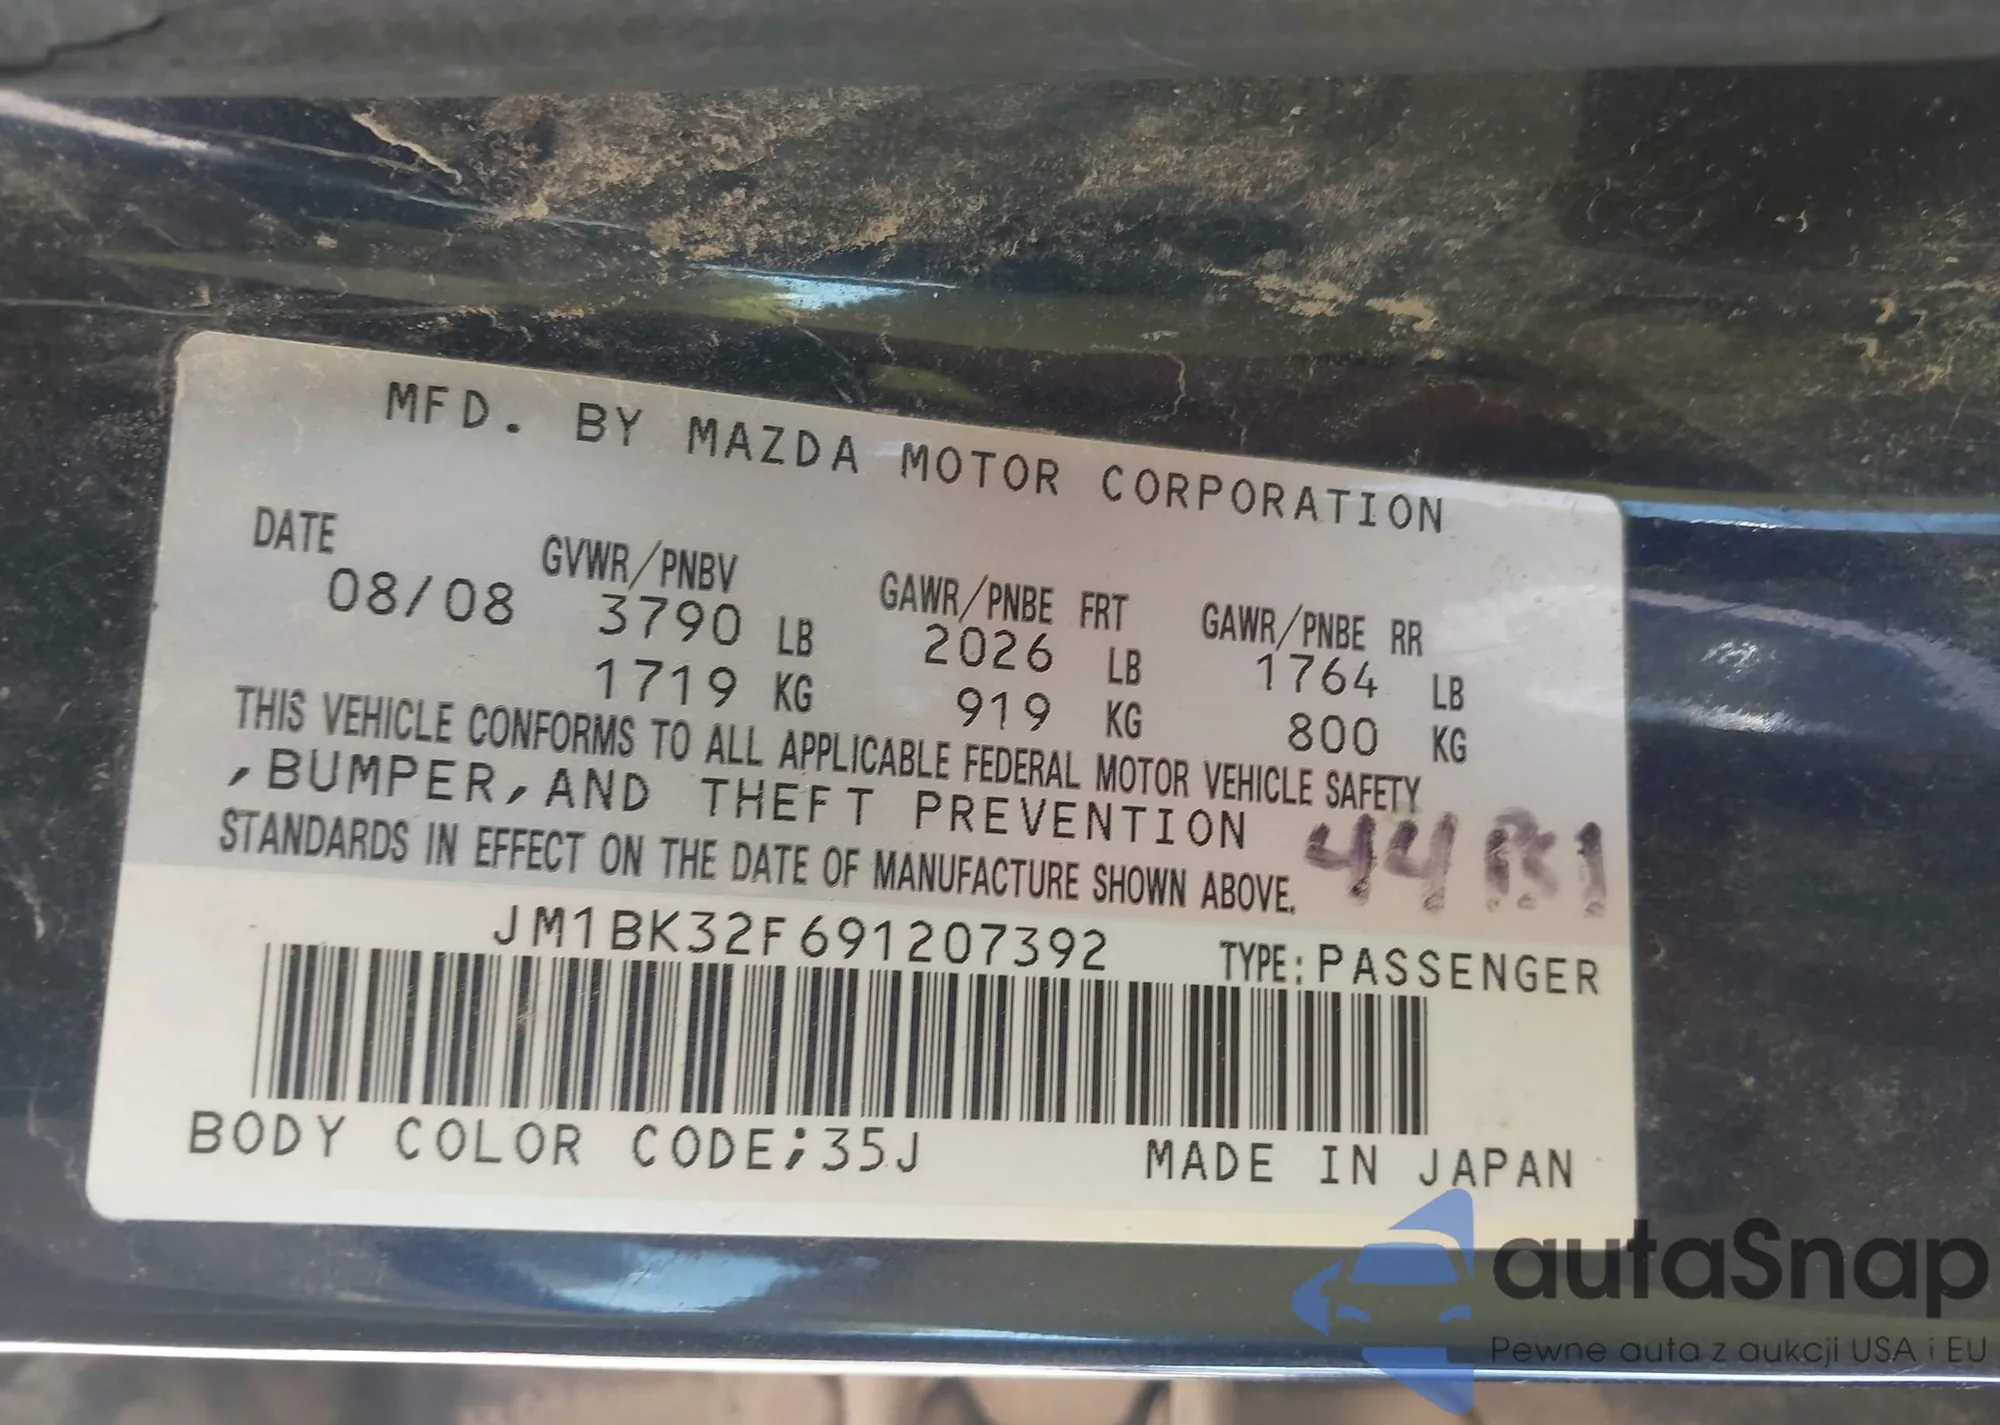 MFD. BY MAZDA MOTOR CORPORATION
DATE GVWR/PNBV GAWR/PNBE FRT GAWR/PNBE RR
08/08 3790 LB 2026 LB 1764 LB
1719 KG 919 KG 800 KG
THIS VEHICLE CONFORMS TO ALL APPLICABLE FEDERAL MOTOR VEHICLE SAFETY
,BUMPER,AND THEFT PREVENTION
STANDARDS IN EFFECT ON THE DATE OF MANUFACTURE SHOWN ABOVE.
JM1BK32F691207392 TYPE:PASSENGER
BODY COLOR CODE;35J MADE IN JAPAN
autaSnap
Pewne auta z aukcji USA i EU